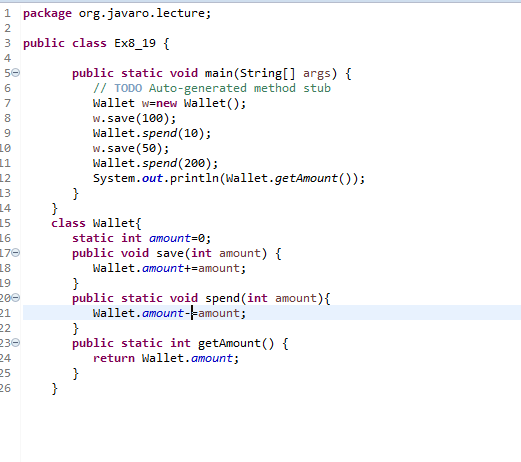 1 package org.javaro.lecture;
2
3 public class Ex8_19 {
4
5 public static void main(String[] args) {
6 // TODO Auto-generated method stub
7 Wallet w=new Wallet();
8 w.save(100);
9 Wallet.spend(10);
10 w.save(50);
11 Wallet.spend(200);
12 System.out.println(Wallet.getAmount());
13 }
14 }
15 class Wallet{
16 static int amount=0;
17 public void save(int amount) {
18 Wallet.amount+=amount;
19 }
20 public static void spend(int amount){
21 Wallet.amount-=amount;
22 }
23 public static int getAmount() {
24 return Wallet.amount;
25 }
26 }